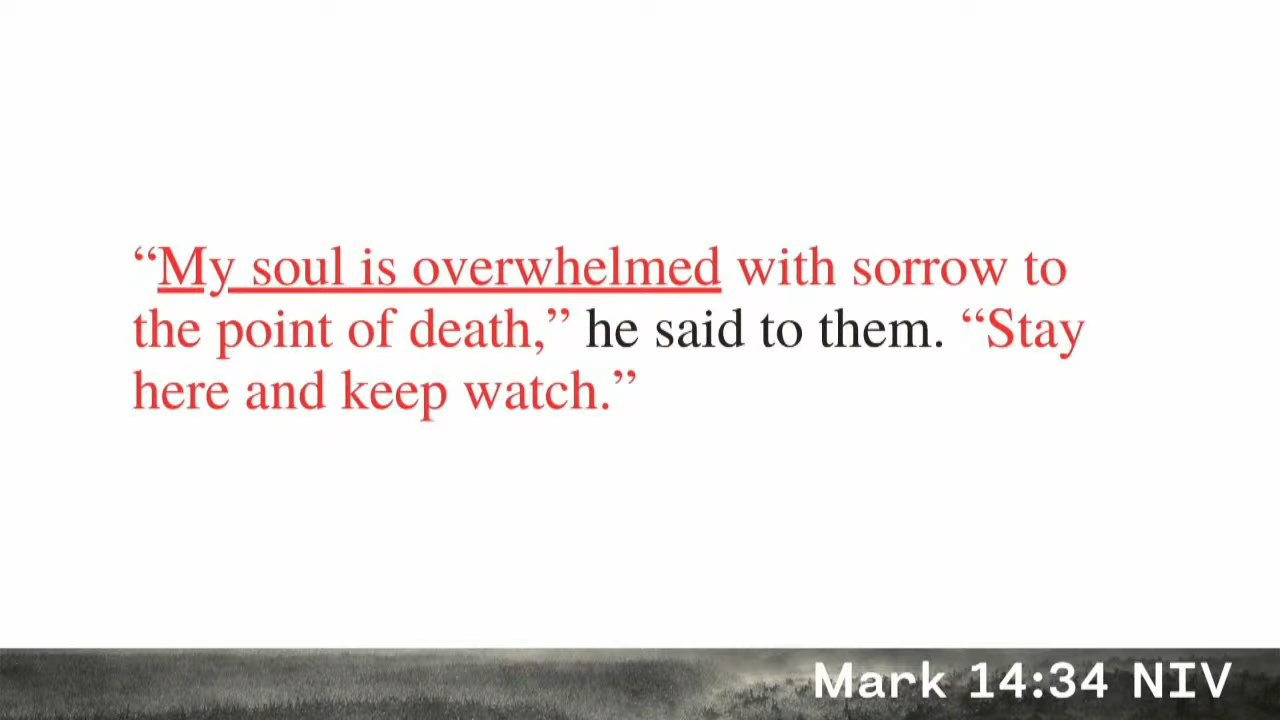 “My soul is overwhelmed with sorrow to
the point of death,” he said to them. “Stay
here and keep watch.”
Mark 14:34 NIV